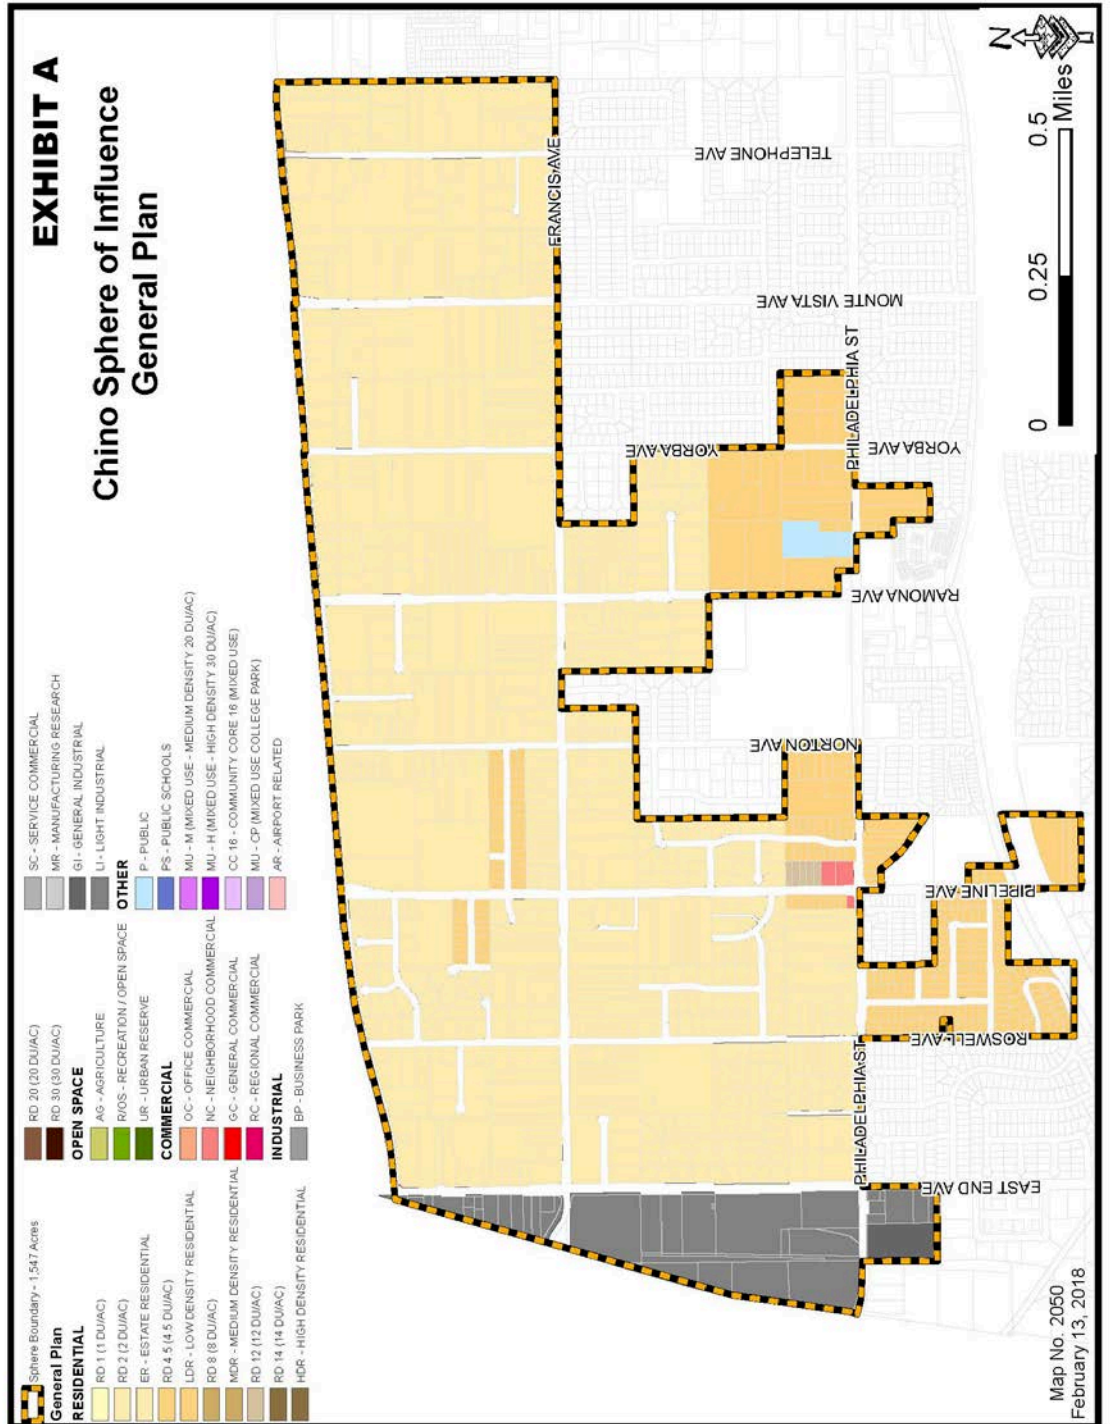 EXHIBIT A
Chino Sphere of Influence
General Plan
Sphere Boundary - 1,547 Acres
General Plan
RESIDENTIAL
RD 1 (1 DU/AC)
RD 2 (2 DU/AC)
ER - ESTATE RESIDENTIAL
RD 4.5 (4.5 DU/AC)
LDR - LOW DENSITY RESIDENTIAL
RD 8 (8 DU/AC)
MDR - MEDIUM DENSITY RESIDENTIAL
RD 12 (12 DU/AC)
RD 14 (14 DU/AC)
HDR - HIGH DENSITY RESIDENTIAL
RD 20 (20 DU/AC)
RD 30 (30 DU/AC)
OPEN SPACE
AG - AGRICULTURE
R/OS - RECREATION / OPEN SPACE
UR - URBAN RESERVE
COMMERCIAL
OC - OFFICE COMMERCIAL
NC - NEIGHBORHOOD COMMERCIAL
GC - GENERAL COMMERCIAL
RC - REGIONAL COMMERCIAL
INDUSTRIAL
BP - BUSINESS PARK
SC - SERVICE COMMERCIAL
MR - MANUFACTURING RESEARCH
GI - GENERAL INDUSTRIAL
LI - LIGHT INDUSTRIAL
OTHER
P - PUBLIC
PS - PUBLIC SCHOOLS
MU - M (MIXED USE - MEDIUM DENSITY 20 DU/AC)
MU - H (MIXED USE - HIGH DENSITY 30 DU/AC)
CC 16 - COMMUNITY CORE 16 (MIXED USE)
MU - CP (MIXED USE COLLEGE PARK)
AR - AIRPORT RELATED
FRANCIS AVE
TELEPHONE AVE
MONTE VISTA AVE
YORBA AVE
PHILADELPHIA ST
YORBA AVE
RAMONA AVE
NORTON AVE
PIPELINE AVE
ROSWELL AVE
PHILADELPHIA ST
EAST END AVE
N
0 0.25 0.5
Miles
Map No. 2050
February 13, 2018